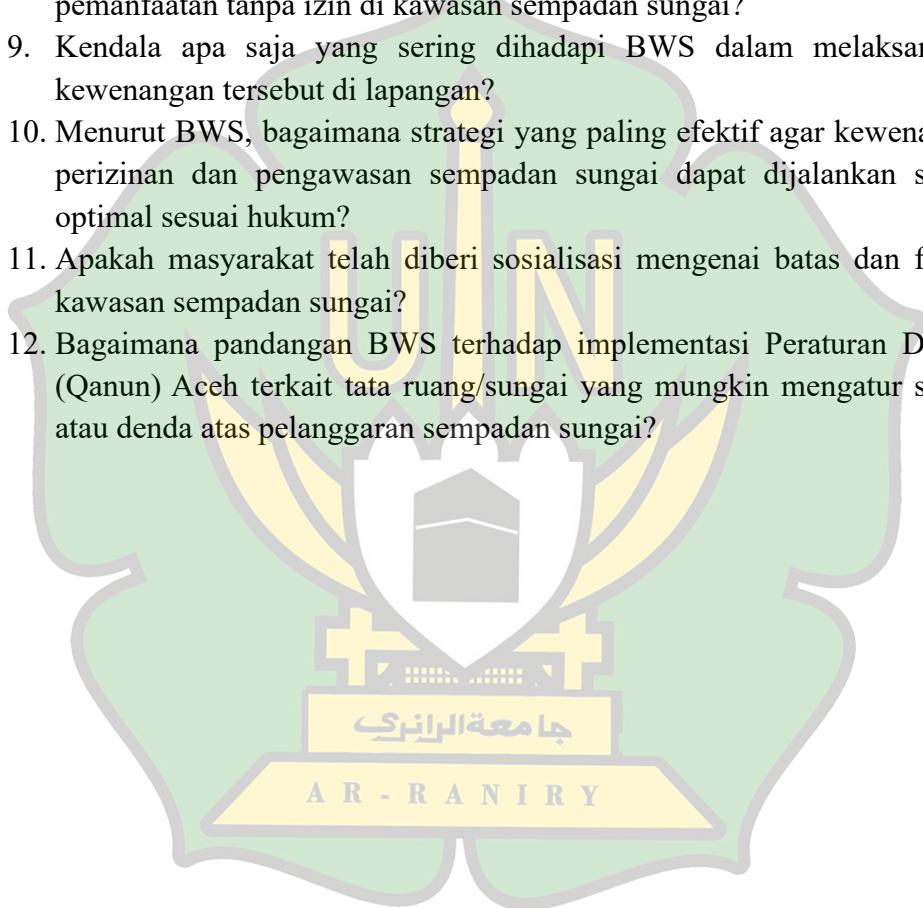 pemanfaatan tanpa izin di kawasan sempadan sungai?
9. Kendala apa saja yang sering dihadapi BWS dalam melaksan
kewenangan tersebut di lapangan?
10. Menurut BWS, bagaimana strategi yang paling efektif agar kewena
perizinan dan pengawasan sempadan sungai dapat dijalankan s
optimal sesuai hukum?
11. Apakah masyarakat telah diberi sosialisasi mengenai batas dan f
kawasan sempadan sungai?
12. Bagaimana pandangan BWS terhadap implementasi Peraturan D
(Qanun) Aceh terkait tata ruang/sungai yang mungkin mengatur s
atau denda atas pelanggaran sempadan sungai?
UIN
جامعة الرانري
AR-RANIRY